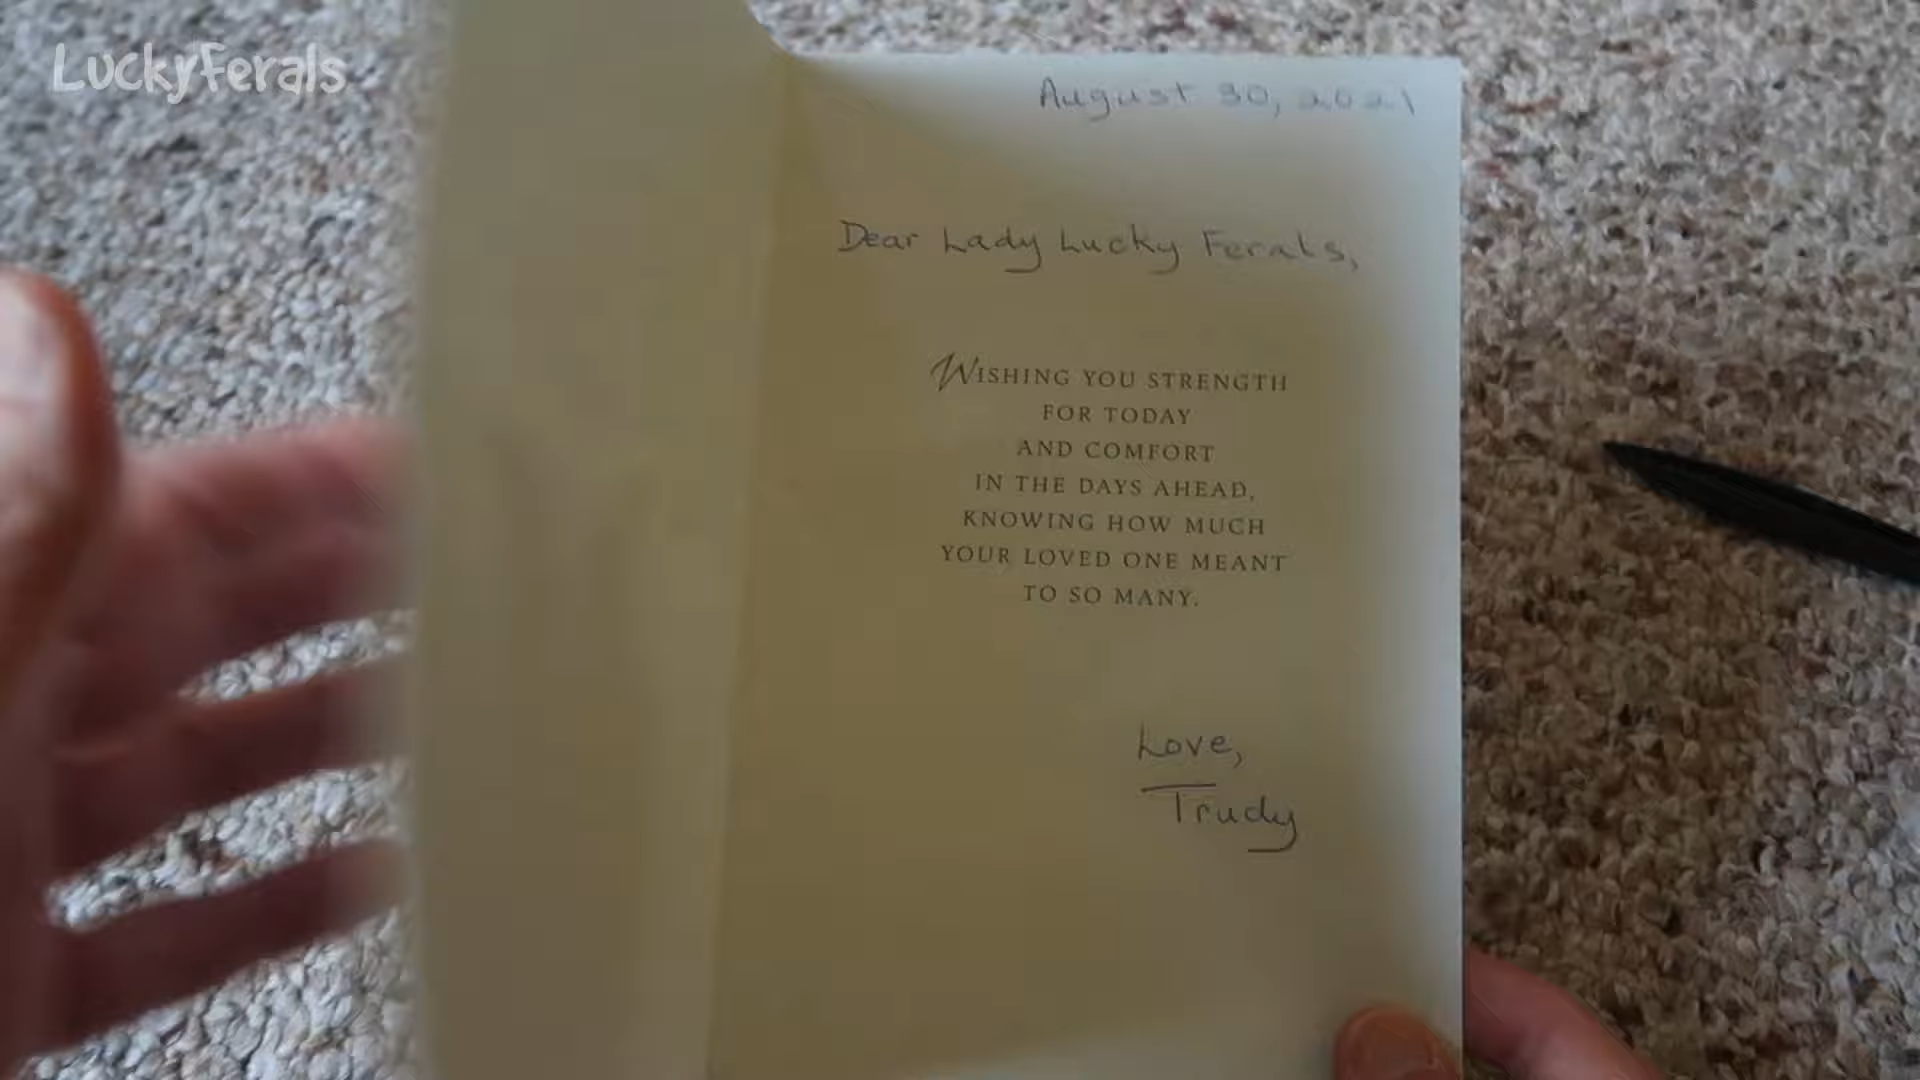 LuckyFerals
August 30, 2021
Dear Lady Lucky Ferals,
WISHING YOU STRENGTH
FOR TODAY
AND COMFORT
IN THE DAYS AHEAD,
KNOWING HOW MUCH
YOUR LOVED ONE MEANT
TO SO MANY.
Love,
Trudy